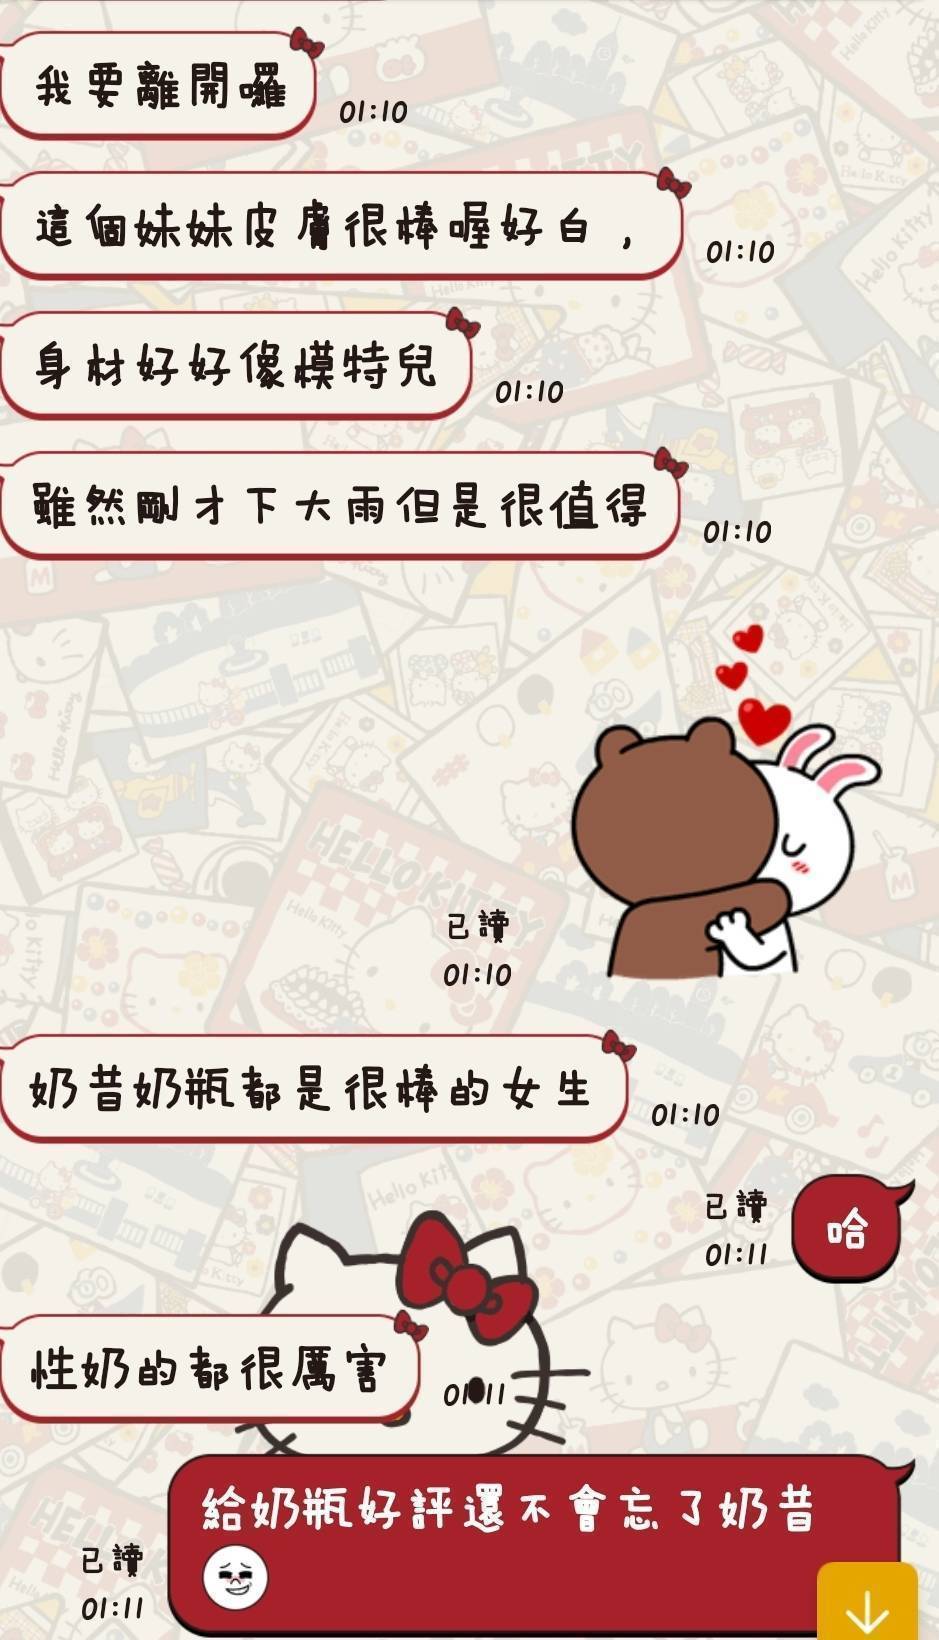 我要離開囉
01:10
這個妹妹皮膚很棒喔好白，
01:10
身材好好像模特兒
01:10
雖然剛才下大雨但是很值得
01:10
HELLO KITTY
已讀
01:10
奶昔奶瓶都是很棒的女生
01:10
已讀
01:11
哈
性奶的都很厲害
01:11
給奶瓶好評還不會忘了奶昔
已讀
01:11